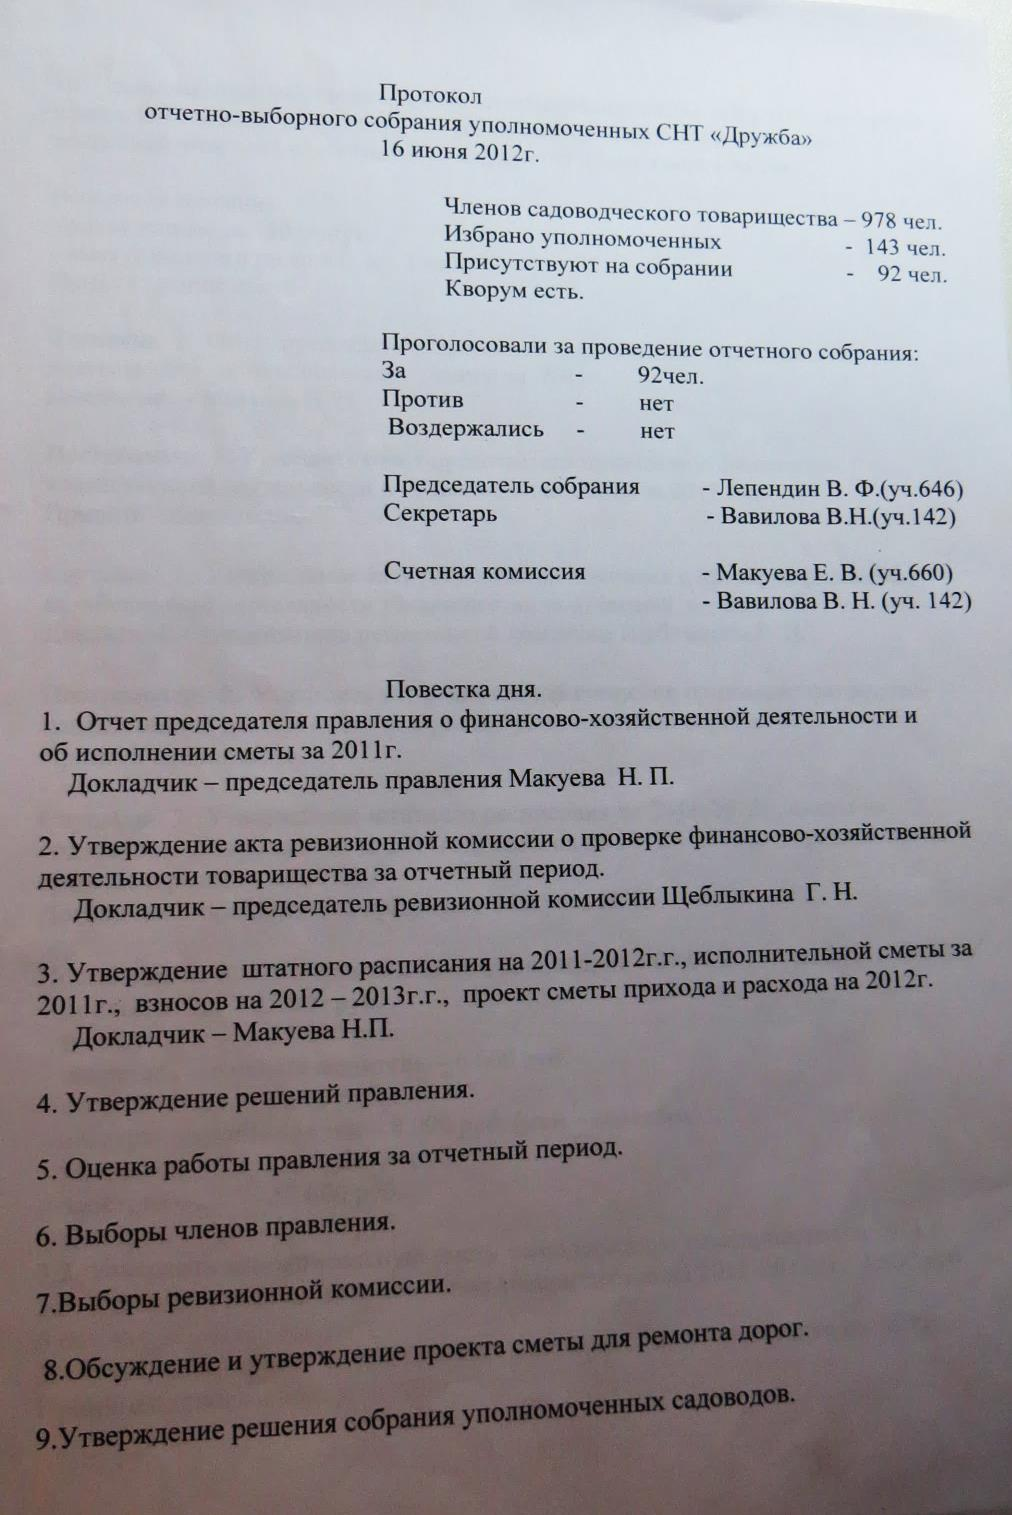 Протокол
отчетно-выборного собрания уполномоченных СНТ «Дружба»
16 июня 2012г.
Членов садоводческого товарищества – 978 чел.
Избрано уполномоченных - 143 чел.
Присутствуют на собрании - 92 чел.
Кворум есть.
Проголосовали за проведение отчетного собрания:
За - 92чел.
Против - нет
Воздержались - нет
Председатель собрания - Лепендин В. Ф.(уч.646)
Секретарь - Вавилова В.Н.(уч.142)
Счетная комиссия - Макуева Е. В. (уч.660)
- Вавилова В. Н. (уч. 142)
Повестка дня.
1. Отчет председателя правления о финансово-хозяйственной деятельности и
об исполнении сметы за 2011г.
Докладчик – председатель правления Макуева Н. П.
2. Утверждение акта ревизионной комиссии о проверке финансово-хозяйственной
деятельности товарищества за отчетный период.
Докладчик – председатель ревизионной комиссии Щеблыкина Г. Н.
3. Утверждение штатного расписания на 2011-2012г.г., исполнительной сметы за
2011г., взносов на 2012 – 2013г.г., проект сметы прихода и расхода на 2012г.
Докладчик – Макуева Н.П.
4. Утверждение решений правления.
5. Оценка работы правления за отчетный период.
6. Выборы членов правления.
7.Выборы ревизионной комиссии.
8.Обсуждение и утверждение проекта сметы для ремонта дорог.
9.Утверждение решения собрания уполномоченных садоводов.